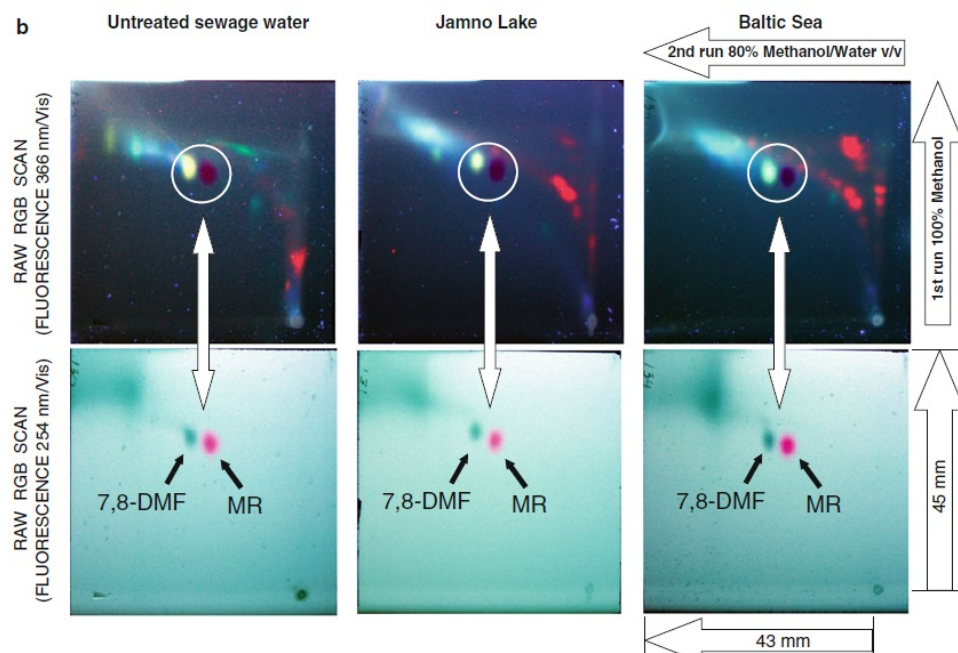 b
Untreated sewage water
Jamno Lake
Baltic Sea
2nd run 80% Methanol/Water v/v
RAW RGB SCAN
(FLUORESCENCE 366 nm/Vis)
1st run 100% Methanol
RAW RGB SCAN
(FLUORESCENCE 254 nm/Vis)
7,8-DMF
MR
7,8-DMF
MR
7,8-DMF
MR
45 mm
43 mm